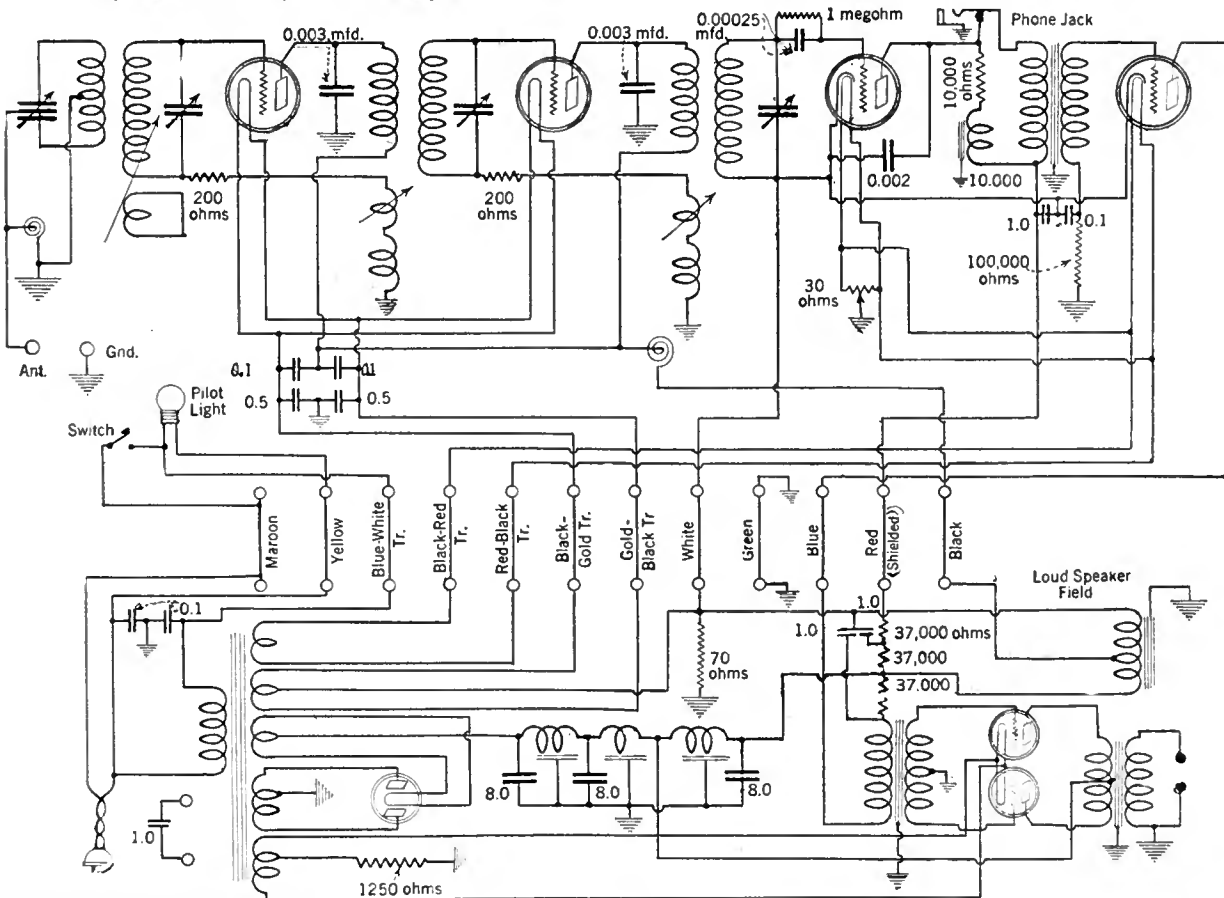 0.003 mfd.
0.003 mfd.
0.00025
mfd.
1 megohm
Phone Jack
10.000
ohms
200
ohms
200
ohms
0.002
10.000
1.0
0.1
100,000
ohms
30
ohms
Ant.
Gnd.
0.1
0.1
0.5
0.5
Pilot
Light
Switch
Maroon
Yellow
Blue-White
Tr.
Black-Red
Tr.
Red-Black
Tr.
Black-
Gold Tr.
Gold-
Black Tr
White
Green
Blue
Red
(Shielded)
Black
Loud Speaker
Field
0.1
1.0
1.0
37,000 ohms
37,000
37.000
70
ohms
8.0
8.0
8.0
1.0
1250 ohms